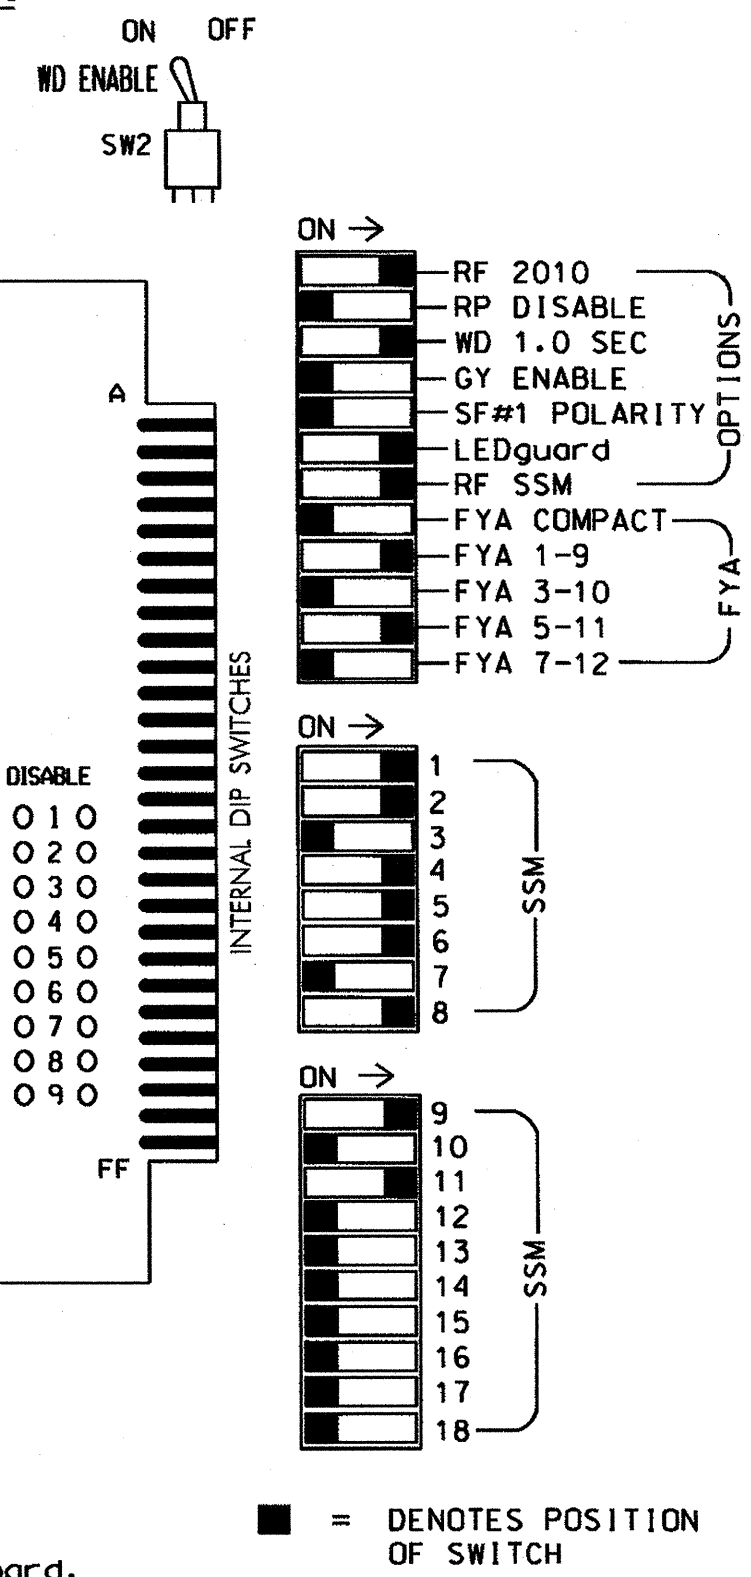 ON OFF
WD ENABLE
SW2
ON →
RF 2010
RP DISABLE
WD 1.0 SEC
GY ENABLE
SF#1 POLARITY
LEDguard
RF SSM
OPTIONS
FYA COMPACT
FYA 1-9
FYA 3-10
FYA 5-11
FYA 7-12
FYA
A
FF
INTERNAL DIP SWITCHES
DISABLE
1
2
3
4
5
6
7
8
9
ON →
1
2
3
4
5
6
7
8
SSM
ON →
9
10
11
12
13
14
15
16
17
18
SSM
= DENOTES POSITION
OF SWITCH